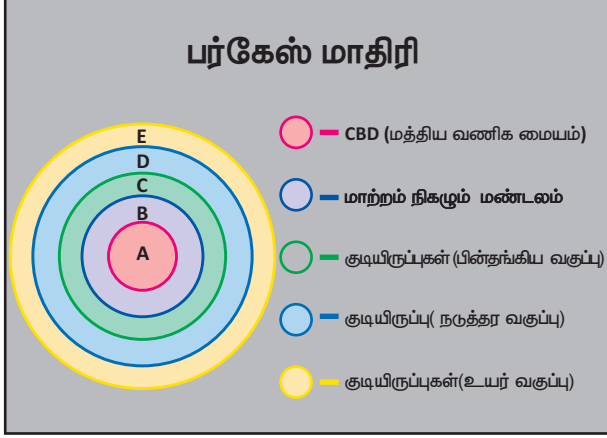 பர்கேஸ் மாதிரி
E
D
C
B
A
CBD (மத்திய வணிக மையம்)
மாற்றம் நிகழும் மண்டலம்
குடியிருப்புகள் (பின்தங்கிய வகுப்பு)
குடியிருப்பு( நடுத்தர வகுப்பு)
குடியிருப்புகள்(உயர் வகுப்பு)